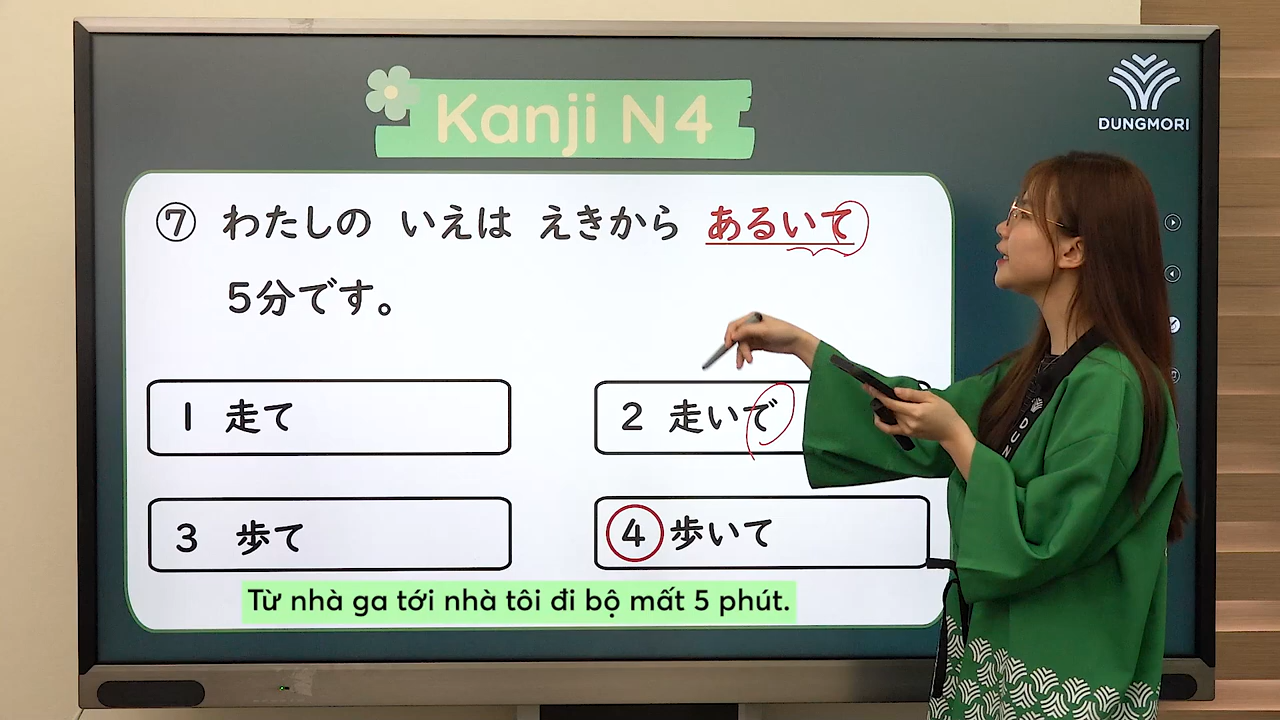 Kanji N4
DUNGMORI
⑦ わたしの いえは えきから あるいて
5分です。
1 走て
2 走いで
3 歩て
4 歩いて
Từ nhà ga tới nhà tôi đi bộ mất 5 phút.